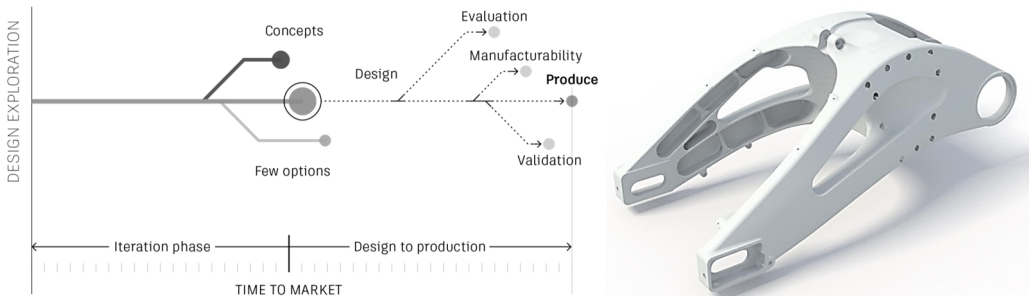 DESIGN EXPLORATION
Concepts
Few options
Design
Evaluation
Manufacturability
Produce
Validation
Iteration phase
Design to production
TIME TO MARKET